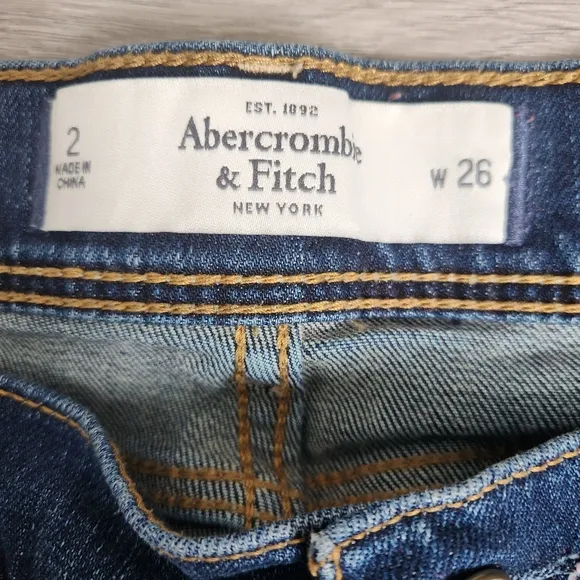 2
MADE IN
CHINA
EST. 1892
Abercrombie
& Fitch
NEW YORK
W 26